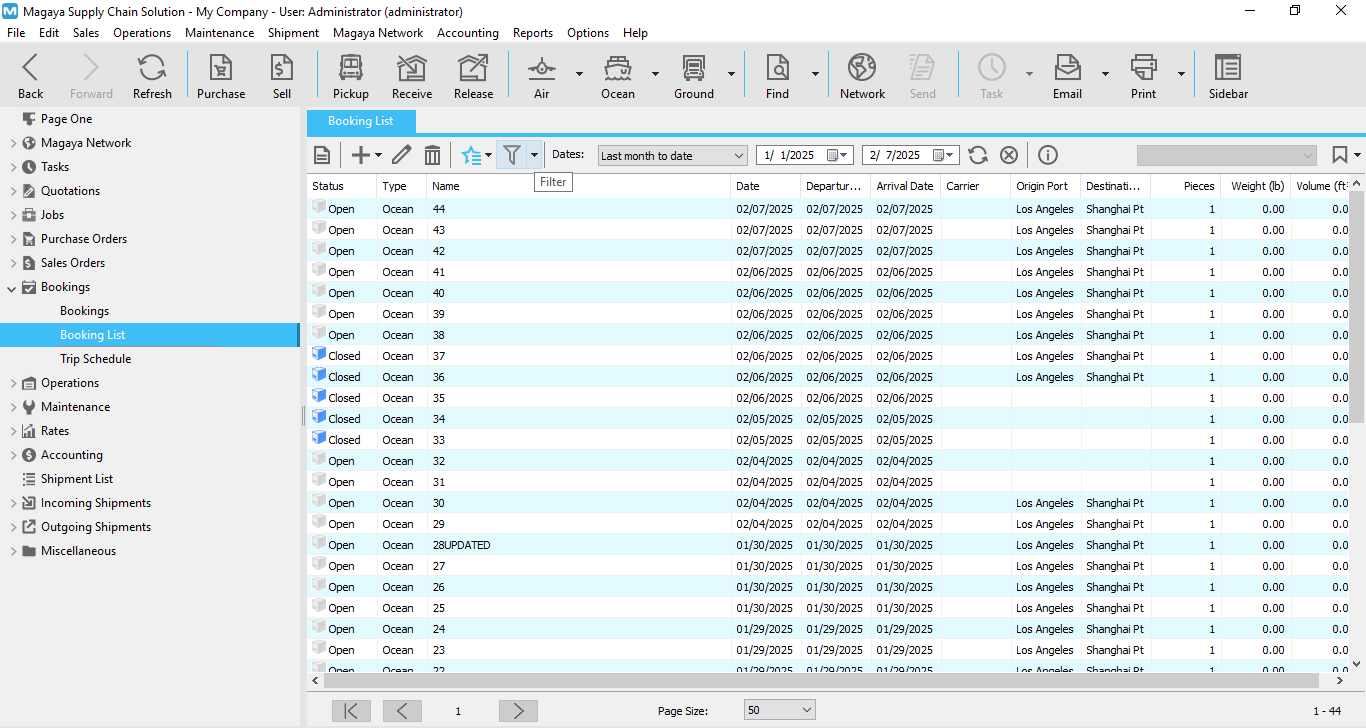 Magaya Supply Chain Solution - My Company - User: Administrator (administrator)
File Edit Sales Operations Maintenance Shipment Magaya Network Accounting Reports Options Help
Back Forward Refresh Purchase Sell Pickup Receive Release Air Ocean Ground Find Network Send Task Email Print Sidebar
Page One
Magaya Network
Tasks
Quotations
Jobs
Purchase Orders
Sales Orders
Bookings
Bookings
Booking List
Trip Schedule
Operations
Maintenance
Rates
Accounting
Shipment List
Incoming Shipments
Outgoing Shipments
Miscellaneous
Booking List
Dates: Last month to date 1/ 1/2025 2/ 7/2025
Filter
Status Type Name Date Departur... Arrival Date Carrier Origin Port Destinati... Pieces Weight (lb) Volume (ft³
Open Ocean 44 02/07/2025 02/07/2025 02/07/2025 Los Angeles Shanghai Pt 1 0.00 0.0
Open Ocean 43 02/07/2025 02/07/2025 02/07/2025 Los Angeles Shanghai Pt 1 0.00 0.0
Open Ocean 42 02/07/2025 02/07/2025 02/07/2025 Los Angeles Shanghai Pt 1 0.00 0.0
Open Ocean 41 02/06/2025 02/06/2025 02/06/2025 Los Angeles Shanghai Pt 1 0.00 0.0
Open Ocean 40 02/06/2025 02/06/2025 02/06/2025 Los Angeles Shanghai Pt 1 0.00 0.0
Open Ocean 39 02/06/2025 02/06/2025 02/06/2025 Los Angeles Shanghai Pt 1 0.00 0.0
Open Ocean 38 02/06/2025 02/06/2025 02/06/2025 Los Angeles Shanghai Pt 1 0.00 0.0
Closed Ocean 37 02/06/2025 02/06/2025 02/06/2025 Los Angeles Shanghai Pt 1 0.00 0.0
Closed Ocean 36 02/06/2025 02/06/2025 02/06/2025 Los Angeles Shanghai Pt 1 0.00 0.0
Closed Ocean 35 02/06/2025 02/06/2025 02/06/2025 1 0.00 0.0
Closed Ocean 34 02/05/2025 02/05/2025 02/05/2025 1 0.00 0.0
Closed Ocean 33 02/05/2025 02/05/2025 02/05/2025 1 0.00 0.0
Open Ocean 32 02/04/2025 02/04/2025 02/04/2025 1 0.00 0.0
Open Ocean 31 02/04/2025 02/04/2025 02/04/2025 1 0.00 0.0
Open Ocean 30 02/04/2025 02/04/2025 02/04/2025 Los Angeles Shanghai Pt 1 0.00 0.0
Open Ocean 29 02/04/2025 02/04/2025 02/04/2025 Los Angeles Shanghai Pt 1 0.00 0.0
Open Ocean 28UPDATED 01/30/2025 01/30/2025 01/30/2025 Los Angeles Shanghai Pt 1 0.00 0.0
Open Ocean 27 01/30/2025 01/30/2025 01/30/2025 Los Angeles Shanghai Pt 1 0.00 0.0
Open Ocean 26 01/30/2025 01/30/2025 01/30/2025 Los Angeles Shanghai Pt 1 0.00 0.0
Open Ocean 25 01/30/2025 01/30/2025 01/30/2025 Los Angeles Shanghai Pt 1 0.00 0.0
Open Ocean 24 01/29/2025 01/29/2025 01/29/2025 Los Angeles Shanghai Pt 1 0.00 0.0
Open Ocean 23 01/29/2025 01/29/2025 01/29/2025 Los Angeles Shanghai Pt 1 0.00 0.0
Open Ocean 22 01/29/2025 01/29/2025 01/29/2025 Los Angeles Shanghai Pt 1 0.00 0.0
1 Page Size: 50 1 - 44